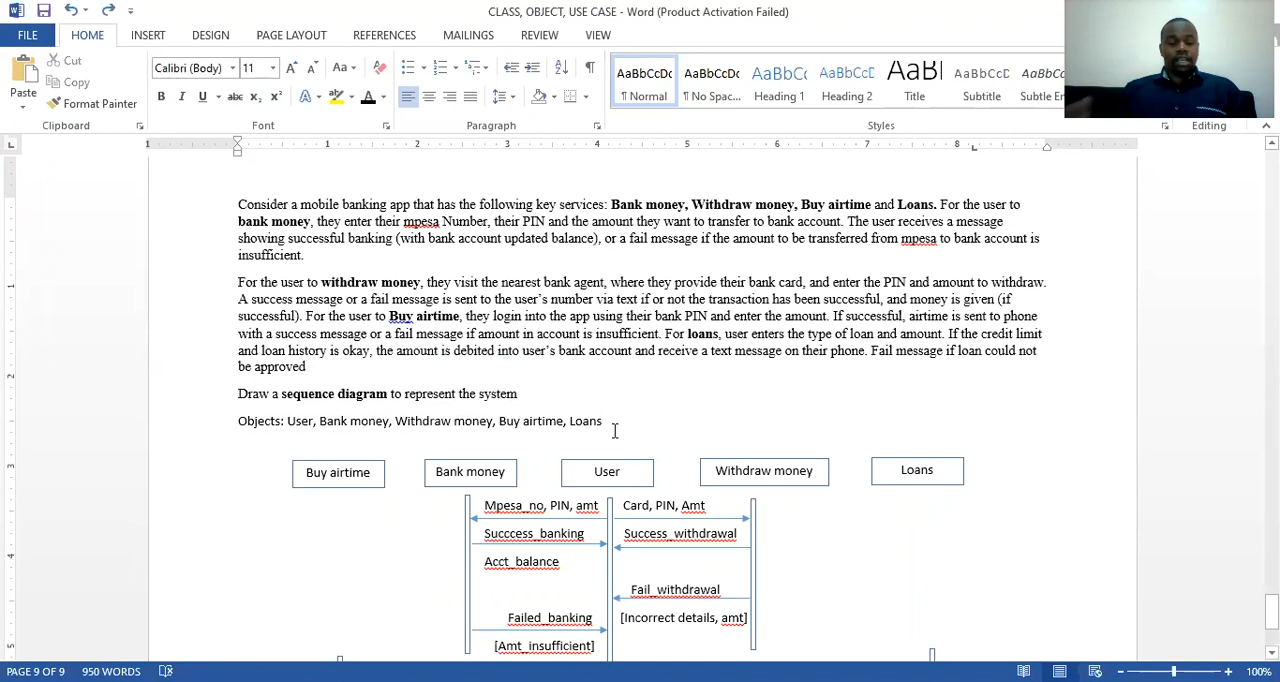 CLASS, OBJECT, USE CASE - Word (Product Activation Failed)
FILE HOME INSERT DESIGN PAGE LAYOUT REFERENCES MAILINGS REVIEW VIEW
Cut
Copy
Format Painter
Paste
Calibri (Body) 11
AaBbCcDc AaBbCcDc AaBbCc AaBbCcD AaBl AaBbCcD AaBbCc
¶ Normal ¶ No Spac... Heading 1 Heading 2 Title Subtitle Subtle Em
Clipboard Font Paragraph Styles Editing
1 1 2 3 4 5 6 7 8
Consider a mobile banking app that has the following key services: Bank money, Withdraw money, Buy airtime and Loans. For the user to
bank money, they enter their mpesa Number, their PIN and the amount they want to transfer to bank account. The user receives a message
showing successful banking (with bank account updated balance), or a fail message if the amount to be transferred from mpesa to bank account is
insufficient.
For the user to withdraw money, they visit the nearest bank agent, where they provide their bank card, and enter the PIN and amount to withdraw.
A success message or a fail message is sent to the user's number via text if or not the transaction has been successful, and money is given (if
successful). For the user to Buy airtime, they login into the app using their bank PIN and enter the amount. If successful, airtime is sent to phone
with a success message or a fail message if amount in account is insufficient. For loans, user enters the type of loan and amount. If the credit limit
and loan history is okay, the amount is debited into user's bank account and receive a text message on their phone. Fail message if loan could not
be approved
Draw a sequence diagram to represent the system
Objects: User, Bank money, Withdraw money, Buy airtime, Loans
Buy airtime Bank money User Withdraw money Loans
Mpesa_no, PIN, amt Card, PIN, Amt
Succcess_banking Success_withdrawal
Acct_balance
Fail_withdrawal
Failed_banking [Incorrect details, amt]
[Amt_insufficient]
PAGE 9 OF 9 950 WORDS 100%